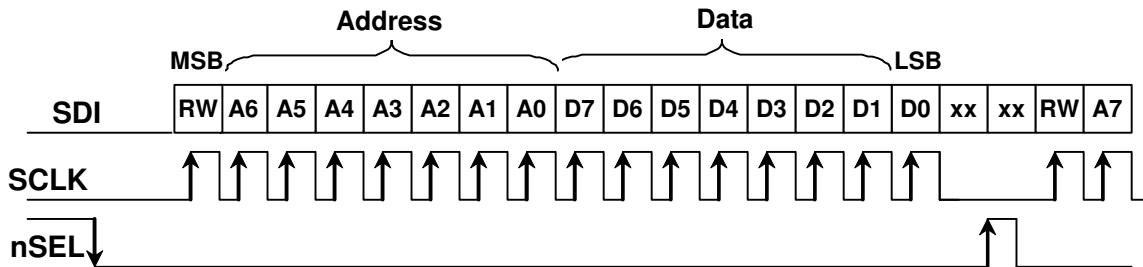 Address Data
MSB LSB
SDI RW A6 A5 A4 A3 A2 A1 A0 D7 D6 D5 D4 D3 D2 D1 D0 xx xx RW A7
SCLK
nSEL